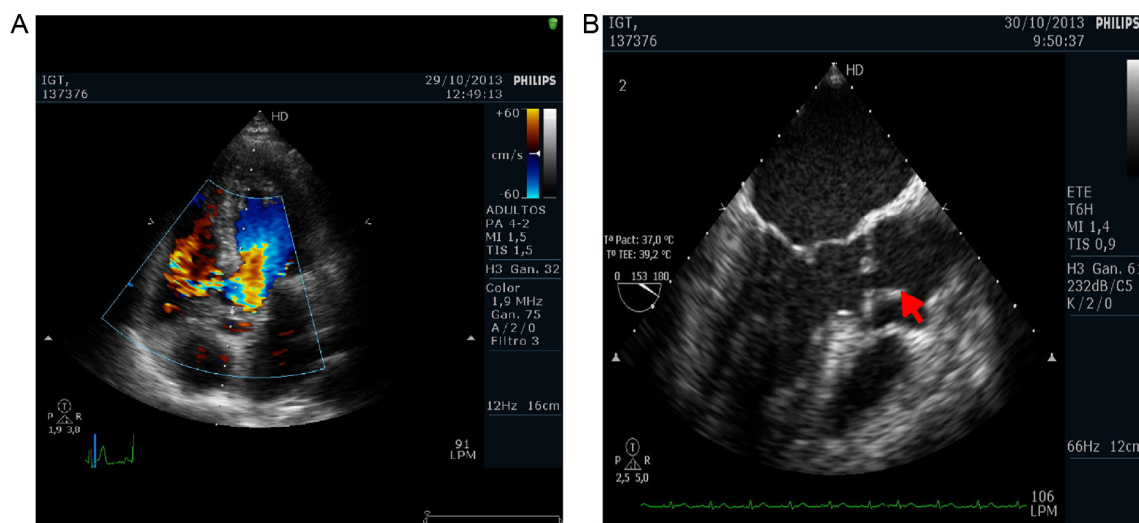 A
IGT,
137376
29/10/2013 PHILIPS
12:49:13
HD
+60
cm/s
-60
ADULTOS
PA 4-2
MI 1,5
TIS 1,5
H3 Gan. 32
Color
1,9 MHz
Gan. 75
A/2/0
Filtro 3
12Hz 16cm
T
P R
1,9 3,8
91
LPM
B
IGT,
137376
30/10/2013 PHILIPS
9:50:37
2
HD
ETE
T6H
MI 1,4
TIS 0,9
Tª Pact: 37,0 °C
Tº TEE: 39,2 °C
0 153 180
H3 Gan. 61
232dB/C5
K/2/0
66Hz 12cm
T
P R
2,5 5,0
106
LPM